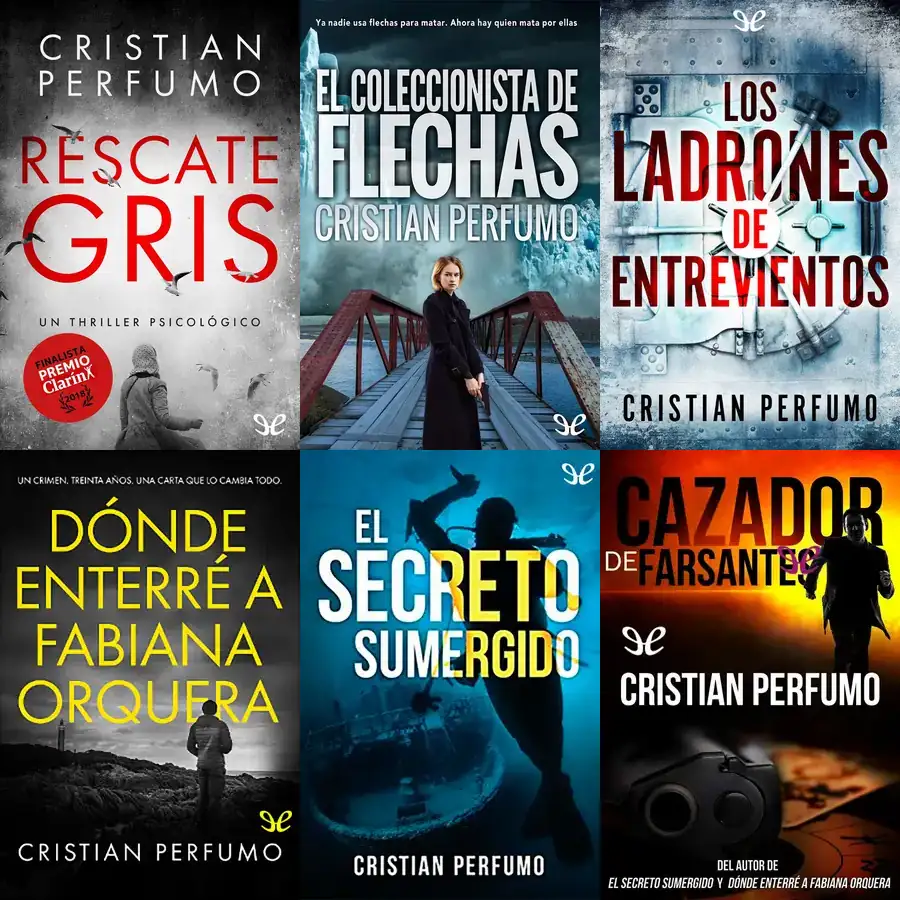 CRISTIAN
PERFUMO
RESCATE
GRIS
UN THRILLER PSICOLÓGICO
FINALISTA
PREMIO
Clarín
2018
Ya nadie usa flechas para matar. Ahora hay quien mata por ellas
EL COLECCIONISTA DE
FLECHAS
CRISTIAN PERFUMO
LOS
LADRONES
DE
ENTREVIENTOS
CRISTIAN PERFUMO
UN CRIMEN. TREINTA AÑOS. UNA CARTA QUE LO CAMBIA TODO.
DÓNDE
ENTERRÉ A
FABIANA
ORQUERA
CRISTIAN PERFUMO
EL
SECRETO
SUMERGIDO
CRISTIAN PERFUMO
CAZADOR
DE FARSANTES
CRISTIAN PERFUMO
DEL AUTOR DE
EL SECRETO SUMERGIDO Y DÓNDE ENTERRÉ A FABIANA ORQUERA